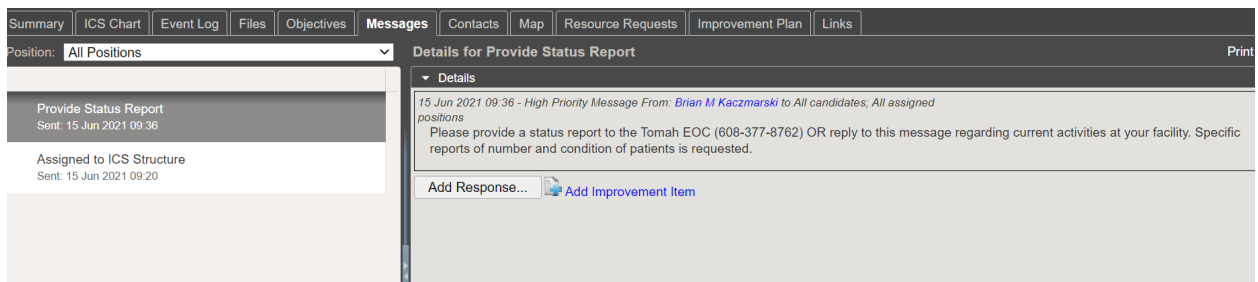 Summary ICS Chart Event Log Files Objectives Messages Contacts Map Resource Requests Improvement Plan Links
Position: All Positions
Provide Status Report
Sent: 15 Jun 2021 09:36
Assigned to ICS Structure
Sent: 15 Jun 2021 09:20
Details for Provide Status Report
Print
Details
15 Jun 2021 09:36 - High Priority Message From: Brian M Kaczmarski to All candidates; All assigned
positions
Please provide a status report to the Tomah EOC (608-377-8762) OR reply to this message regarding current activities at your facility. Specific
reports of number and condition of patients is requested.
Add Response... Add Improvement Item